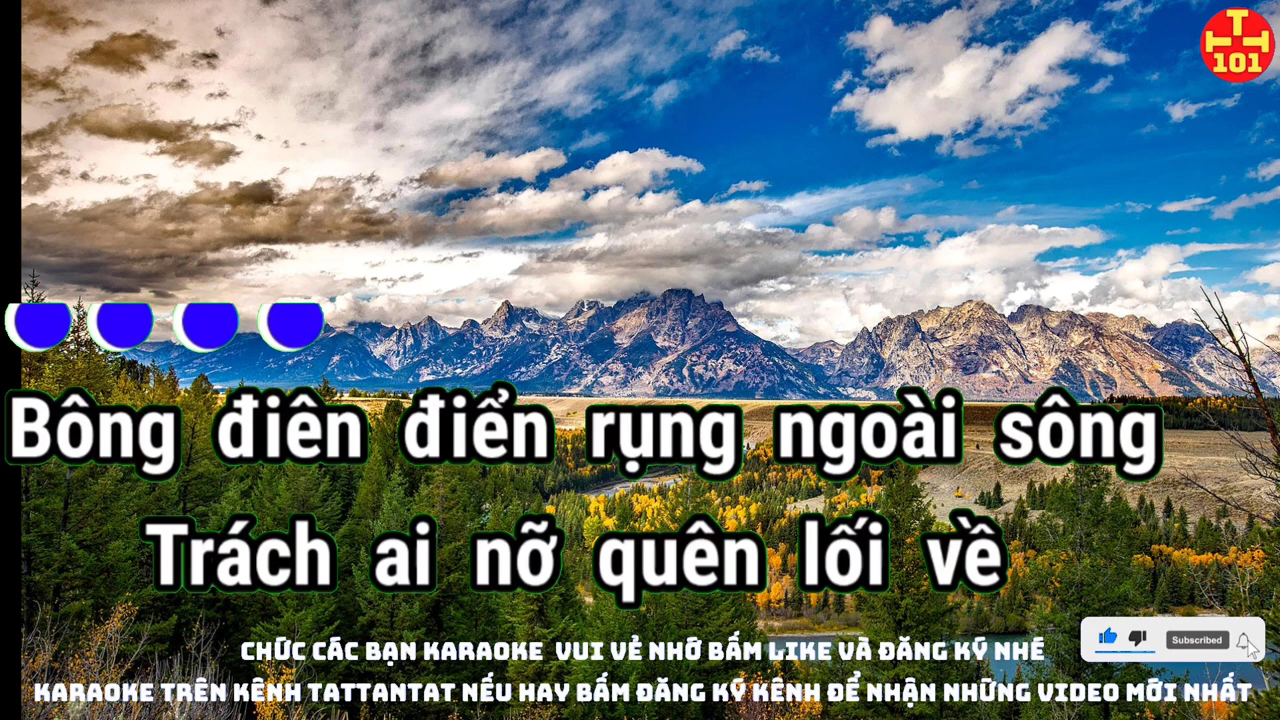 T
T T
101
Bông điên điển rụng ngoài sông
Trách ai nỡ quên lối về
CHÚC CÁC BẠN KARAOKE VUI VẺ NHỚ BẤM LIKE VÀ ĐĂNG KÝ NHÉ
Subscribed
KARAOKE TRÊN KÊNH TATTANTAT NẾU HAY BẤM ĐĂNG KÝ KÊNH ĐỂ NHẬN NHỮNG VIDEO MỚI NHẤT